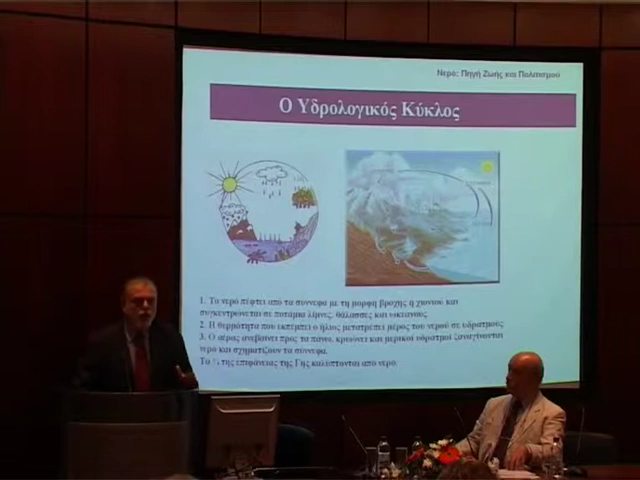 Νερό: Πηγή Ζωής και Πολιτισμού
Ο Υδρολογικός Κύκλος
1. Το νερό πέφτει από τα σύννεφα με τη μορφή βροχής ή χιονιού και
συγκεντρώνεται σε ποτάμια λίμνες, θάλασσες και ωκεανούς.
2. Η θερμότητα που εκπέμπει ο ήλιος μετατρέπει μέρος του νερού σε υδρατμούς
3. Ο αέρας ανεβαίνει προς τα πάνω, κρυώνει και μερικοί υδρατμοί ξαναγίνονται
νερό και σχηματίζουν τα σύννεφα.
Τα ¾ της επιφάνειας της Γης καλύπτονται από νερό.